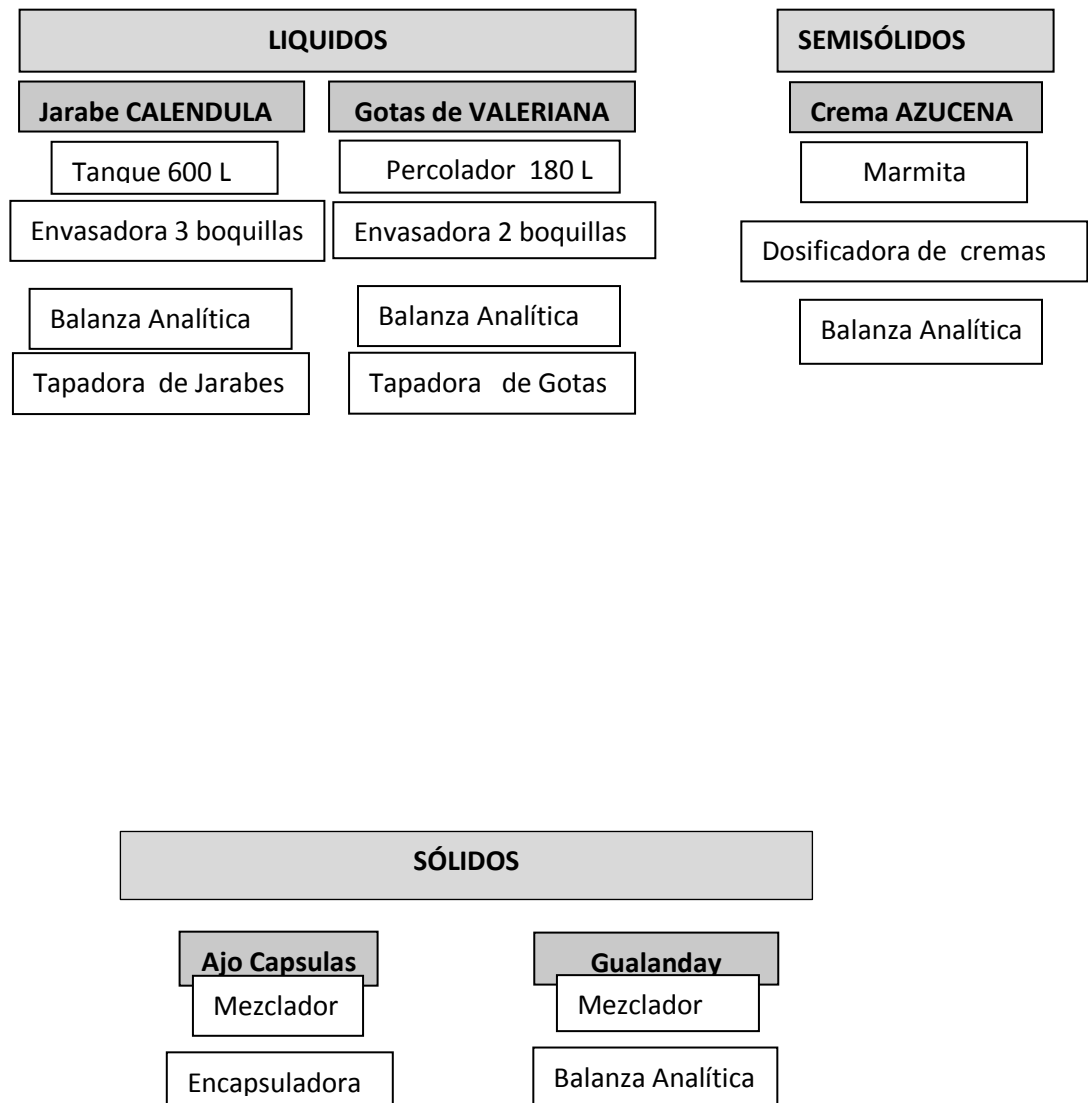 LIQUIDOS
Jarabe CALENDULA
Tanque 600 L
Envasadora 3 boquillas
Balanza Analítica
Tapadora de Jarabes
Gotas de VALERIANA
Percolador 180 L
Envasadora 2 boquillas
Balanza Analítica
Tapadora de Gotas
SEMISÓLIDOS
Crema AZUCENA
Marmita
Dosificadora de cremas
Balanza Analítica
SÓLIDOS
Ajo Capsulas
Mezclador
Encapsuladora
Gualanday
Mezclador
Balanza Analítica